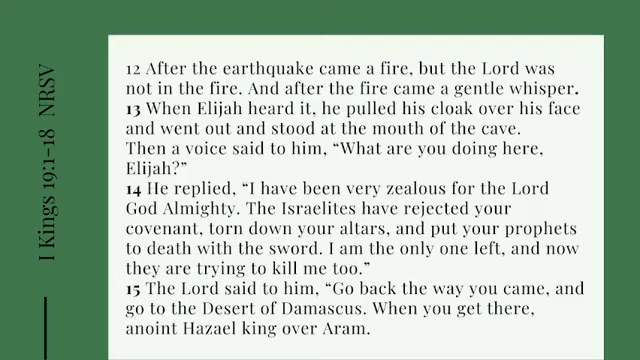 I Kings 19:1-18 NRSV
12 After the earthquake came a fire, but the Lord was
not in the fire. And after the fire came a gentle whisper.
13 When Elijah heard it, he pulled his cloak over his face
and went out and stood at the mouth of the cave.
Then a voice said to him, “What are you doing here,
Elijah?”
14 He replied, “I have been very zealous for the Lord
God Almighty. The Israelites have rejected your
covenant, torn down your altars, and put your prophets
to death with the sword. I am the only one left, and now
they are trying to kill me too.”
15 The Lord said to him, “Go back the way you came, and
go to the Desert of Damascus. When you get there,
anoint Hazael king over Aram.